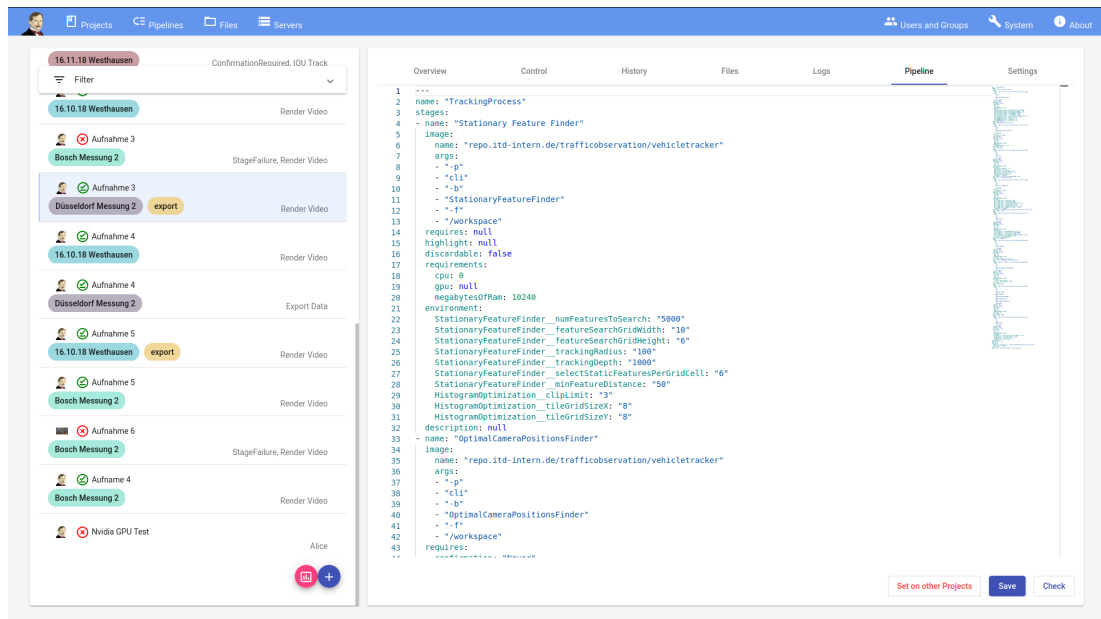 Projects Pipelines Files Servers Users and Groups System About
16.11.18 Westhausen
ConfirmationRequired, IOU Track
Filter
16.10.18 Westhausen
Render Video
Aufnahme 3
Bosch Messung 2
StageFailure, Render Video
Aufnahme 3
Düsseldorf Messung 2 export
Render Video
Aufnahme 4
16.10.18 Westhausen
Render Video
Aufnahme 4
Düsseldorf Messung 2
Export Data
Aufnahme 5
16.10.18 Westhausen export
Render Video
Aufnahme 5
Bosch Messung 2
Render Video
Aufnahme 6
Bosch Messung 2
StageFailure, Render Video
Aufname 4
Bosch Messung 2
Render Video
Nvidia GPU Test
Alice
Overview Control History Files Logs Pipeline Settings
1 ---
2 name: "TrackingProcess"
3 stages:
4 - name: "Stationary Feature Finder"
5 image:
6 name: "repo.itd-intern.de/trafficobservation/vehicletracker"
7 args:
8 - "-p"
9 - "cli"
10 - "-b"
11 - "StationaryFeatureFinder"
12 - "-f"
13 - "/workspace"
14 requires: null
15 highlight: null
16 discardable: false
17 requirements:
18 cpu: 0
19 gpu: null
20 megabytesOfRam: 10240
21 environment:
22 StationaryFeatureFinder__numFeaturesToSearch: "5000"
23 StationaryFeatureFinder__featureSearchGridWidth: "10"
24 StationaryFeatureFinder__featureSearchGridHeight: "6"
25 StationaryFeatureFinder__trackingRadius: "100"
26 StationaryFeatureFinder__trackingDepth: "1000"
27 StationaryFeatureFinder__selectStaticFeaturesPerGridCell: "6"
28 StationaryFeatureFinder__minFeatureDistance: "50"
29 HistogramOptimization__clipLimit: "3"
30 HistogramOptimization__tileGridSizeX: "8"
31 HistogramOptimization__tileGridSizeY: "8"
32 description: null
33 - name: "OptimalCameraPositionsFinder"
34 image:
35 name: "repo.itd-intern.de/trafficobservation/vehicletracker"
36 args:
37 - "-p"
38 - "cli"
39 - "-b"
40 - "OptimalCameraPositionsFinder"
41 - "-f"
42 - "/workspace"
43 requires:
Set on other Projects Save Check